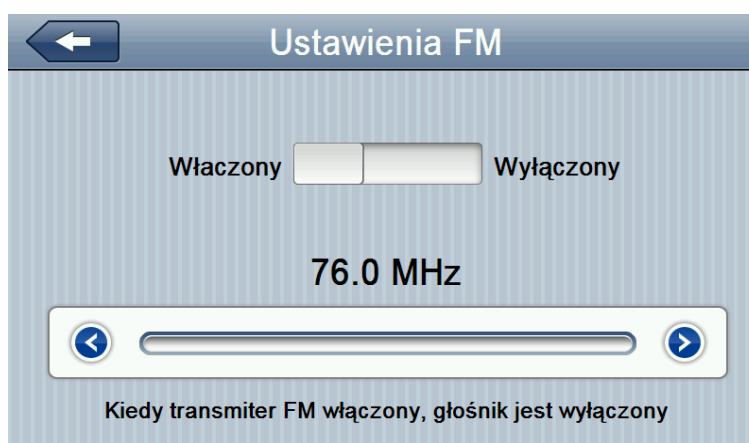 Ustawienia FM
Właczony Wyłączony
76.0 MHz
Kiedy transmiter FM włączony, głośnik jest wyłączony